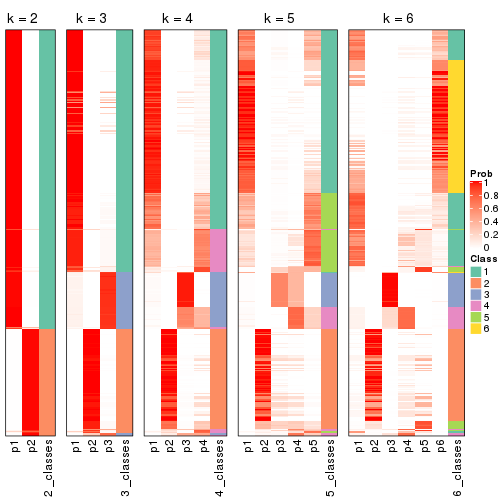 k = 2
k = 3
k = 4
k = 5
k = 6
p1
p2
2_classes
p1
p2
p3
3_classes
p1
p2
p3
p4
4_classes
p1
p2
p3
p4
p5
5_classes
p1
p2
p3
p4
p5
p6
6_classes
Prob
1
0.8
0.6
0.4
0.2
0
Class
1
2
3
4
5
6